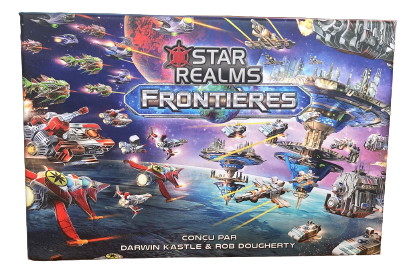 STAR
REALMS
FRONTIÈRES
CONÇU PAR
DARWIN KASTLE & ROB DOUGHERTY